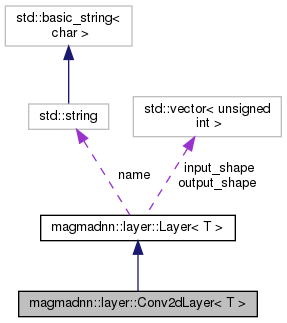 std::basic_string<
char >
std::string
std::vector< unsigned
int >
name
input_shape
output_shape
magmadnn::layer::Layer< T >
magmadnn::layer::Conv2dLayer< T >